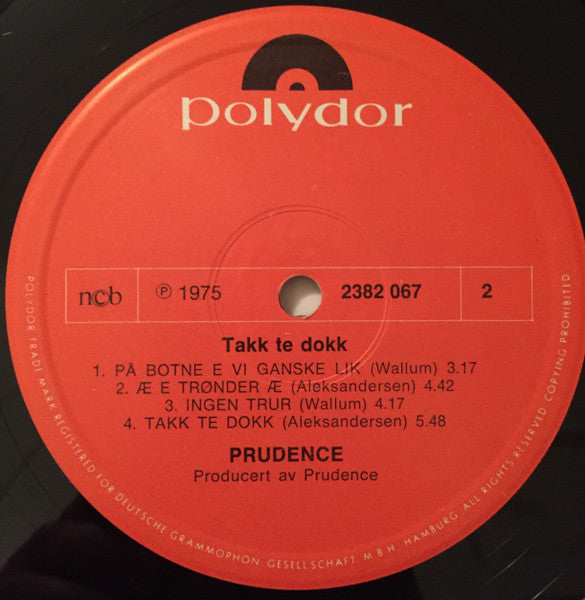 polydor
ncb
℗ 1975
2382 067
2
Takk te dokk
1. PÅ BOTNE E VI GANSKE LIK (Wallum) 3.17
2. Æ E TRØNDER Æ (Aleksandersen) 4.42
3. INGEN TRUR (Wallum) 4.17
4. TAKK TE DOKK (Aleksandersen) 5.48
PRUDENCE
Producert av Prudence
POLYDOR TRADE MARK REGISTERED FOR DEUTSCHE GRAMMOPHON GESELLSCHAFT M B H HAMBURG ALL RIGHTS RESERVED COPYING PROHIBITED